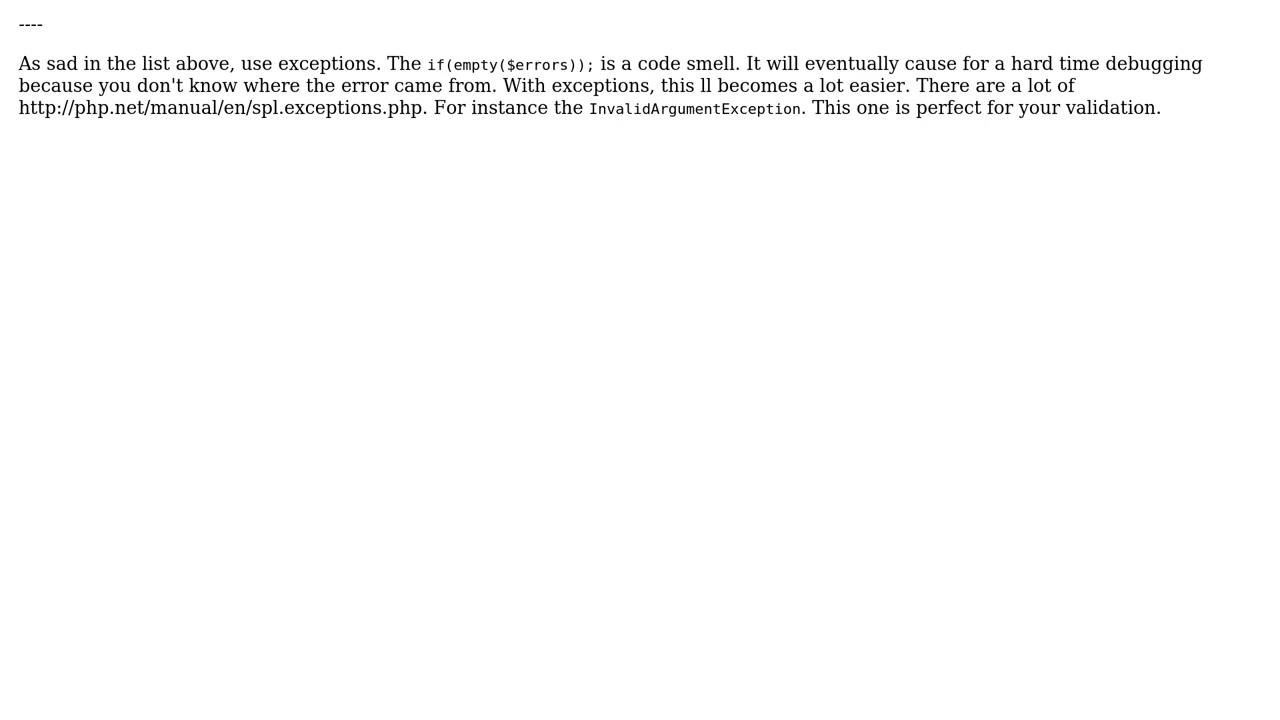 ----
As sad in the list above, use exceptions. The if(empty($errors)); is a code smell. It will eventually cause for a hard time debugging
because you don't know where the error came from. With exceptions, this ll becomes a lot easier. There are a lot of
http://php.net/manual/en/spl.exceptions.php. For instance the InvalidArgumentException. This one is perfect for your validation.